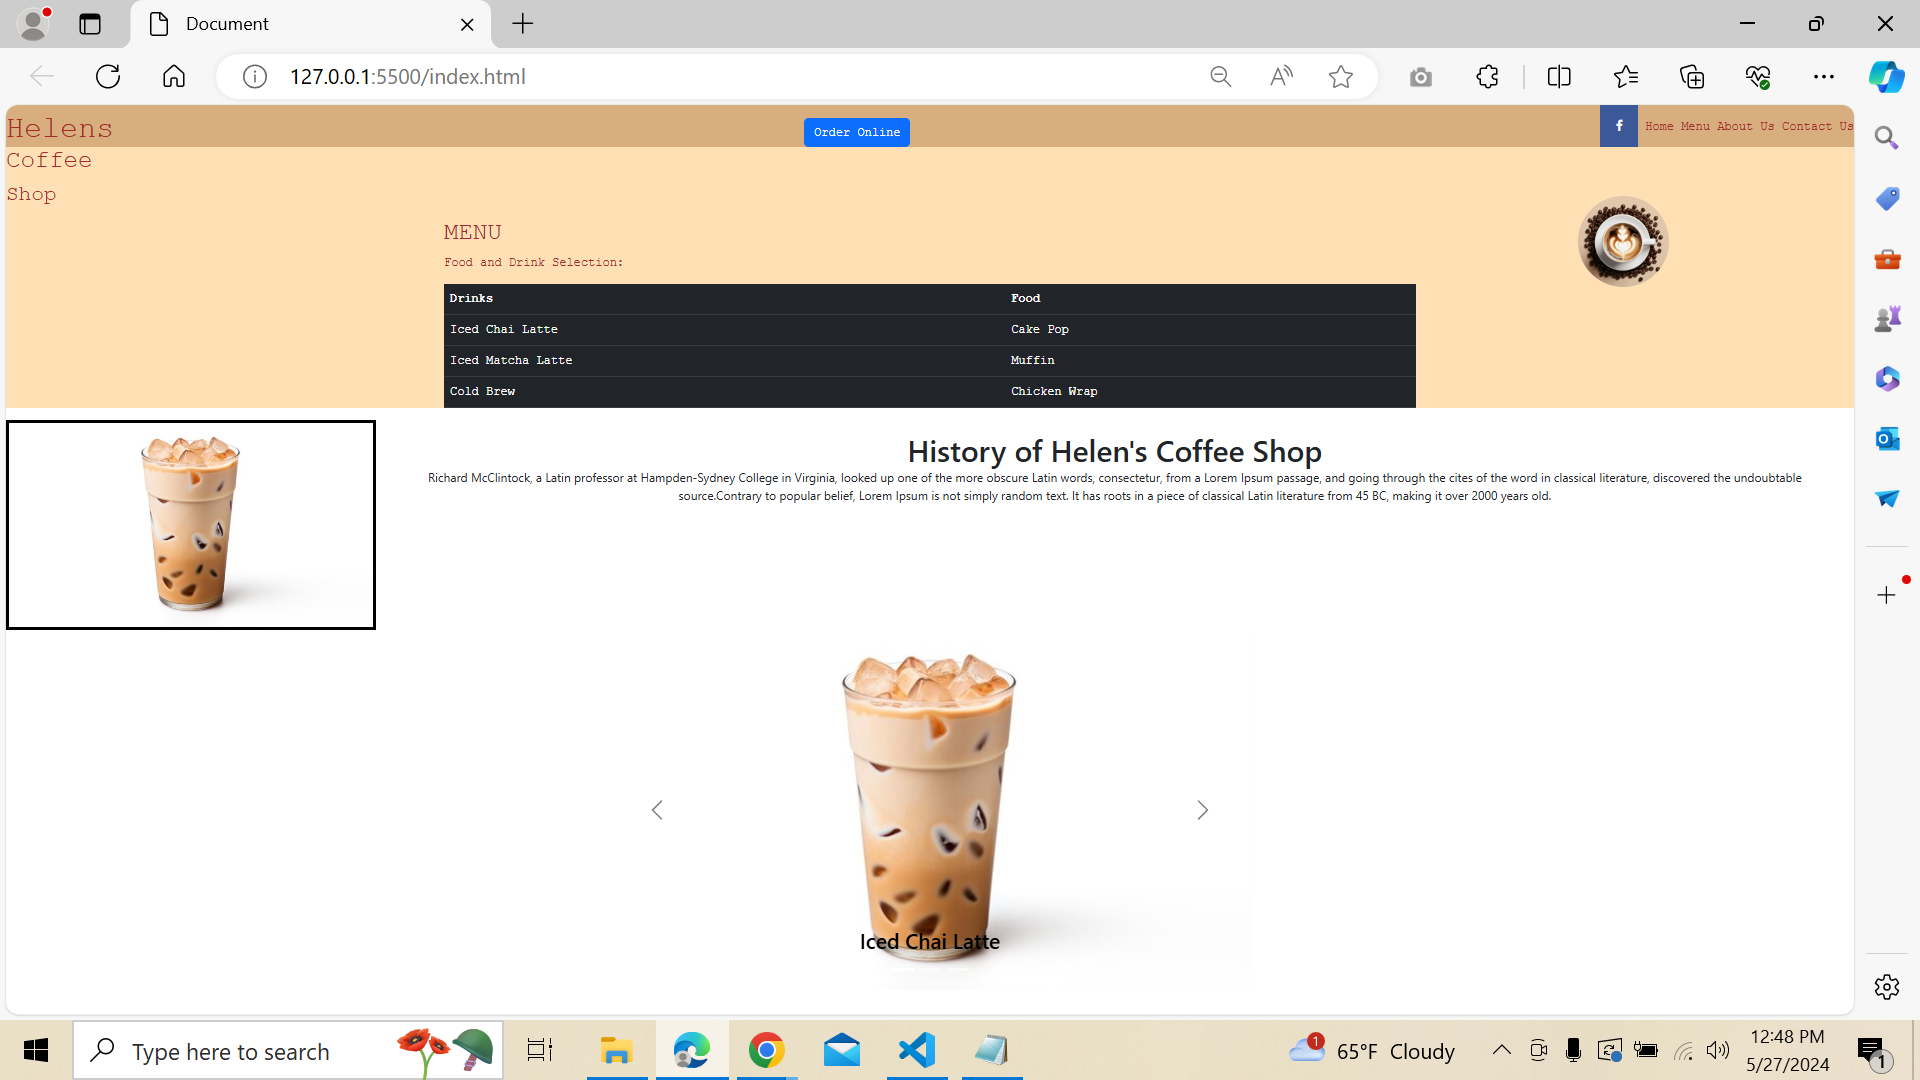 Document
127.0.0.1:5500/index.html
Helens
Order Online
f
Home Menu About Us Contact Us
Coffee
Shop
MENU
Food and Drink Selection:
Drinks Food
Iced Chai Latte Cake Pop
Iced Matcha Latte Muffin
Cold Brew Chicken Wrap
History of Helen's Coffee Shop
Richard McClintock, a Latin professor at Hampden-Sydney College in Virginia, looked up one of the more obscure Latin words, consectetur, from a Lorem Ipsum passage, and going through the cites of the word in classical literature, discovered the undoubtable
source.Contrary to popular belief, Lorem Ipsum is not simply random text. It has roots in a piece of classical Latin literature from 45 BC, making it over 2000 years old.
Iced Chai Latte
Type here to search
1
65°F Cloudy
12:48 PM
5/27/2024
1